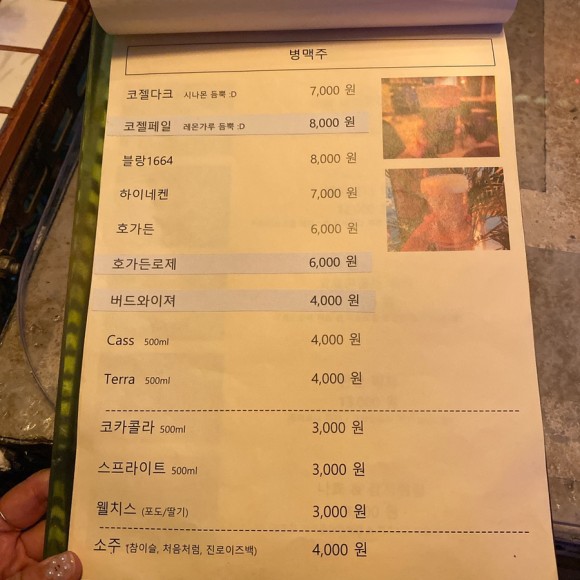 병맥주
코젤다크 시나몬 듬뿍 :D 7,000 원
코젤페일 레몬가루 듬뿍 :D 8,000 원
블랑1664 8,000 원
하이네켄 7,000 원
호가든 6,000 원
호가든로제 6,000 원
버드와이져 4,000 원
Cass 500ml 4,000 원
Terra 500ml 4,000 원
코카콜라 500ml 3,000 원
스프라이트 500ml 3,000 원
웰치스 (포도/딸기) 3,000 원
소주 (참이슬, 처음처럼, 진로이즈백) 4,000 원